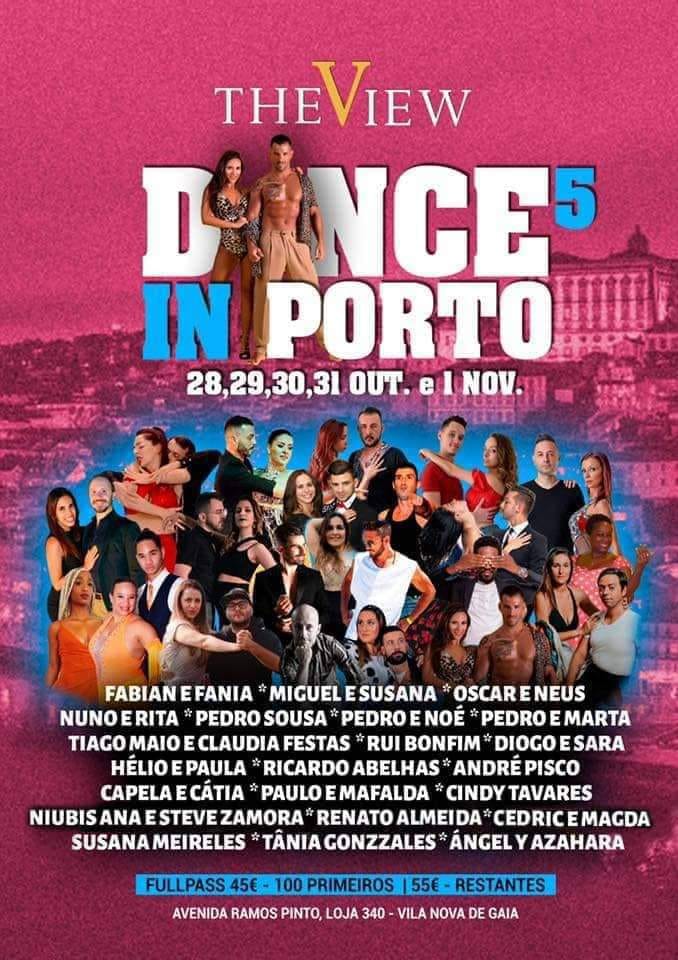 THE VIEW
DANCE 5
IN PORTO
28,29,30,31 OUT. e 1 NOV.
FABIAN E FANIA * MIGUEL E SUSANA * OSCAR E NEUS
NUNO E RITA * PEDRO SOUSA * PEDRO E NOÉ * PEDRO E MARTA
TIAGO MAIO E CLAUDIA FESTAS * RUI BONFIM * DIOGO E SARA
HÉLIO E PAULA * RICARDO ABELHAS * ANDRÉ PISCO
CAPELA E CÁTIA * PAULO E MAFALDA * CINDY TAVARES
NIUBIS ANA E STEVE ZAMORA * RENATO ALMEIDA * CEDRIC E MAGDA
SUSANA MEIRELES * TÂNIA GONZZALES * ÁNGEL Y AZAHARA
FULLPASS 45€ - 100 PRIMEIROS | 55€ - RESTANTES
AVENIDA RAMOS PINTO, LOJA 340 - VILA NOVA DE GAIA